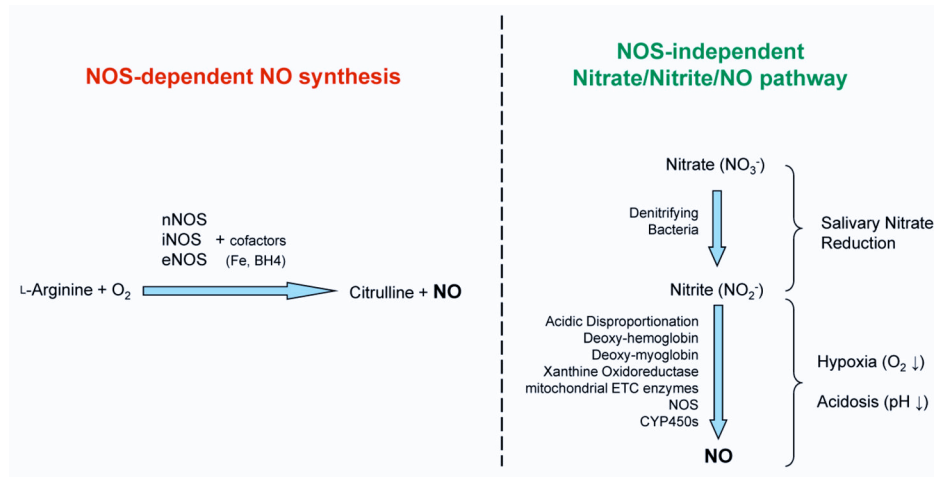 NOS-dependent NO synthesis
nNOS
iNOS + cofactors
eNOS (Fe, BH4)
L-Arginine + O₂
Citrulline + NO
NOS-independent
Nitrate/Nitrite/NO pathway
Nitrate (NO₃⁻)
Denitrifying
Bacteria
Salivary Nitrate
Reduction
Nitrite (NO₂⁻)
Acidic Disproportionation
Deoxy-hemoglobin
Deoxy-myoglobin
Xanthine Oxidoreductase
mitochondrial ETC enzymes
NOS
CYP450s
Hypoxia (O₂ ↓)
Acidosis (pH ↓)
NO